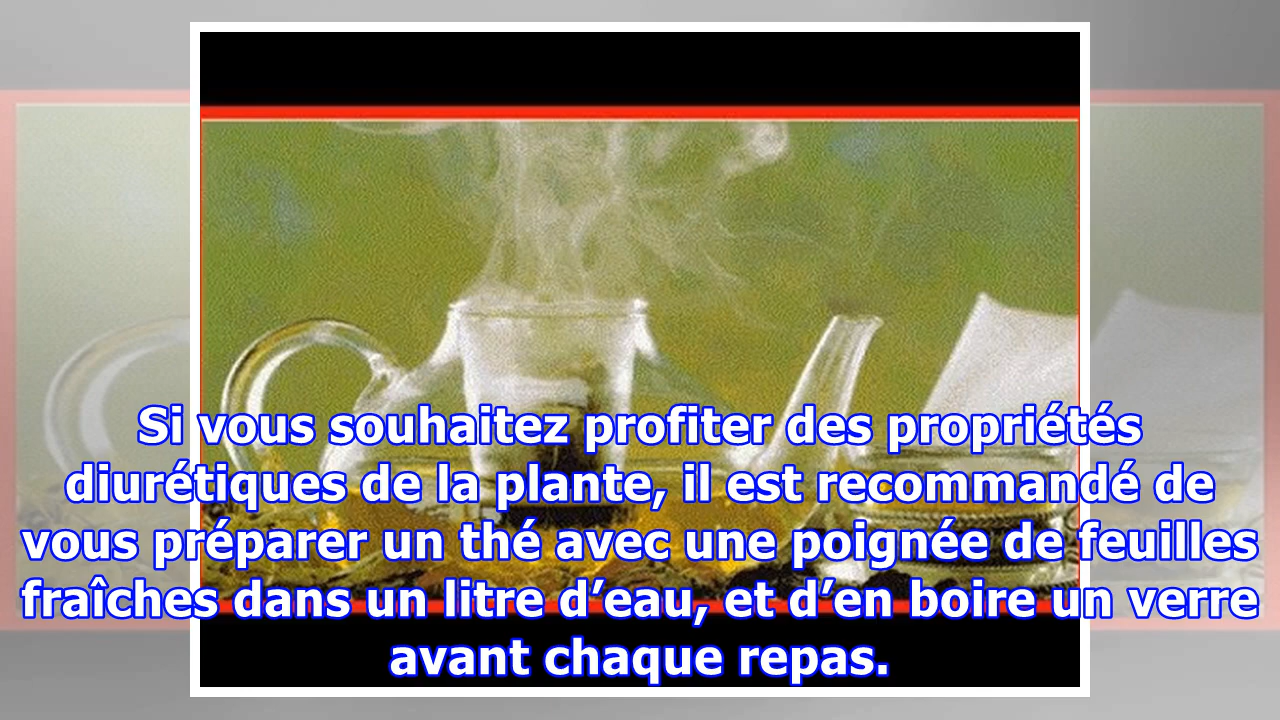 Si vous souhaitez profiter des propriétés
diurétiques de la plante, il est recommandé de
vous préparer un thé avec une poignée de feuilles
fraîches dans un litre d’eau, et d’en boire un verre
avant chaque repas.